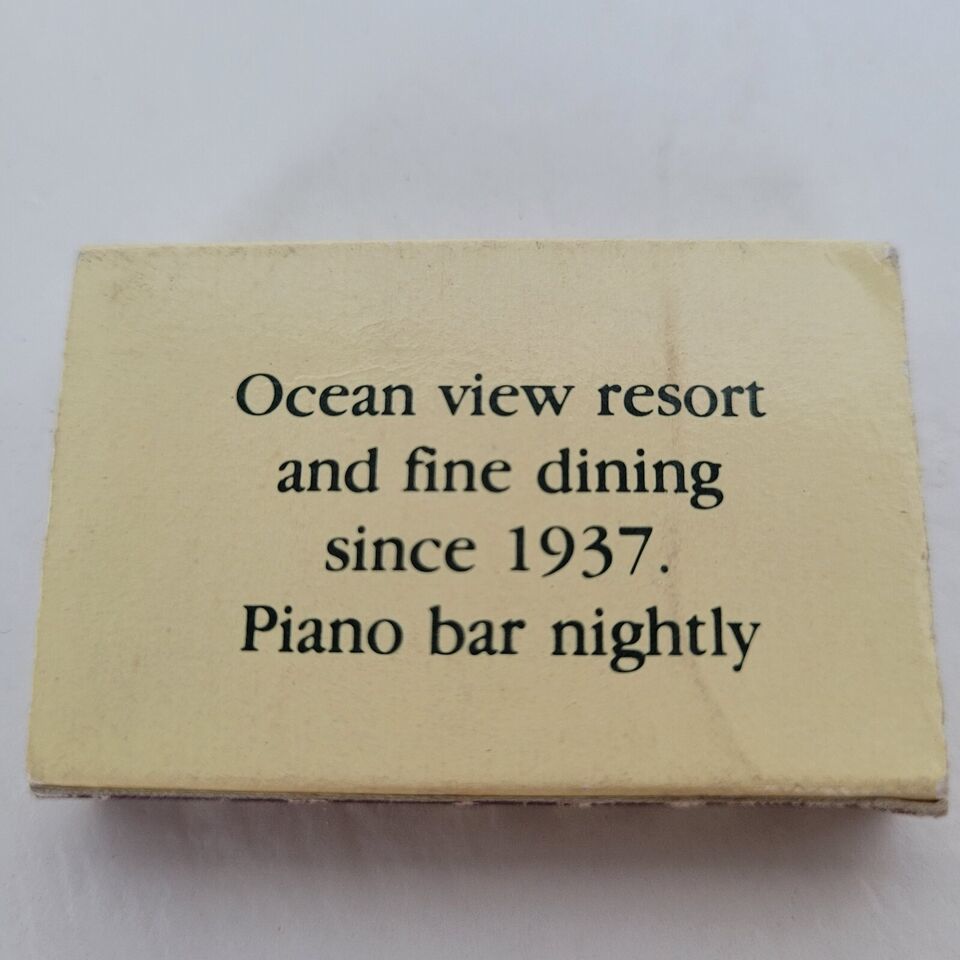 Ocean view resort
and fine dining
since 1937.
Piano bar nightly